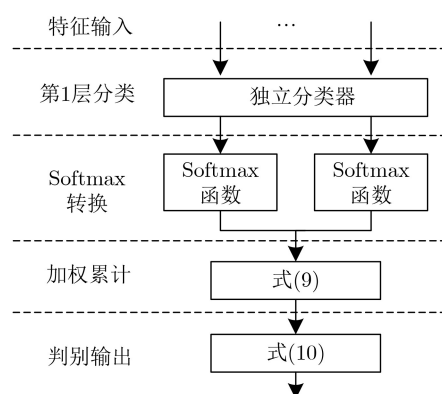 特征输入
···
第1层分类
独立分类器
Softmax
转换
Softmax
函数
Softmax
函数
加权累计
式(9)
判别输出
式(10)